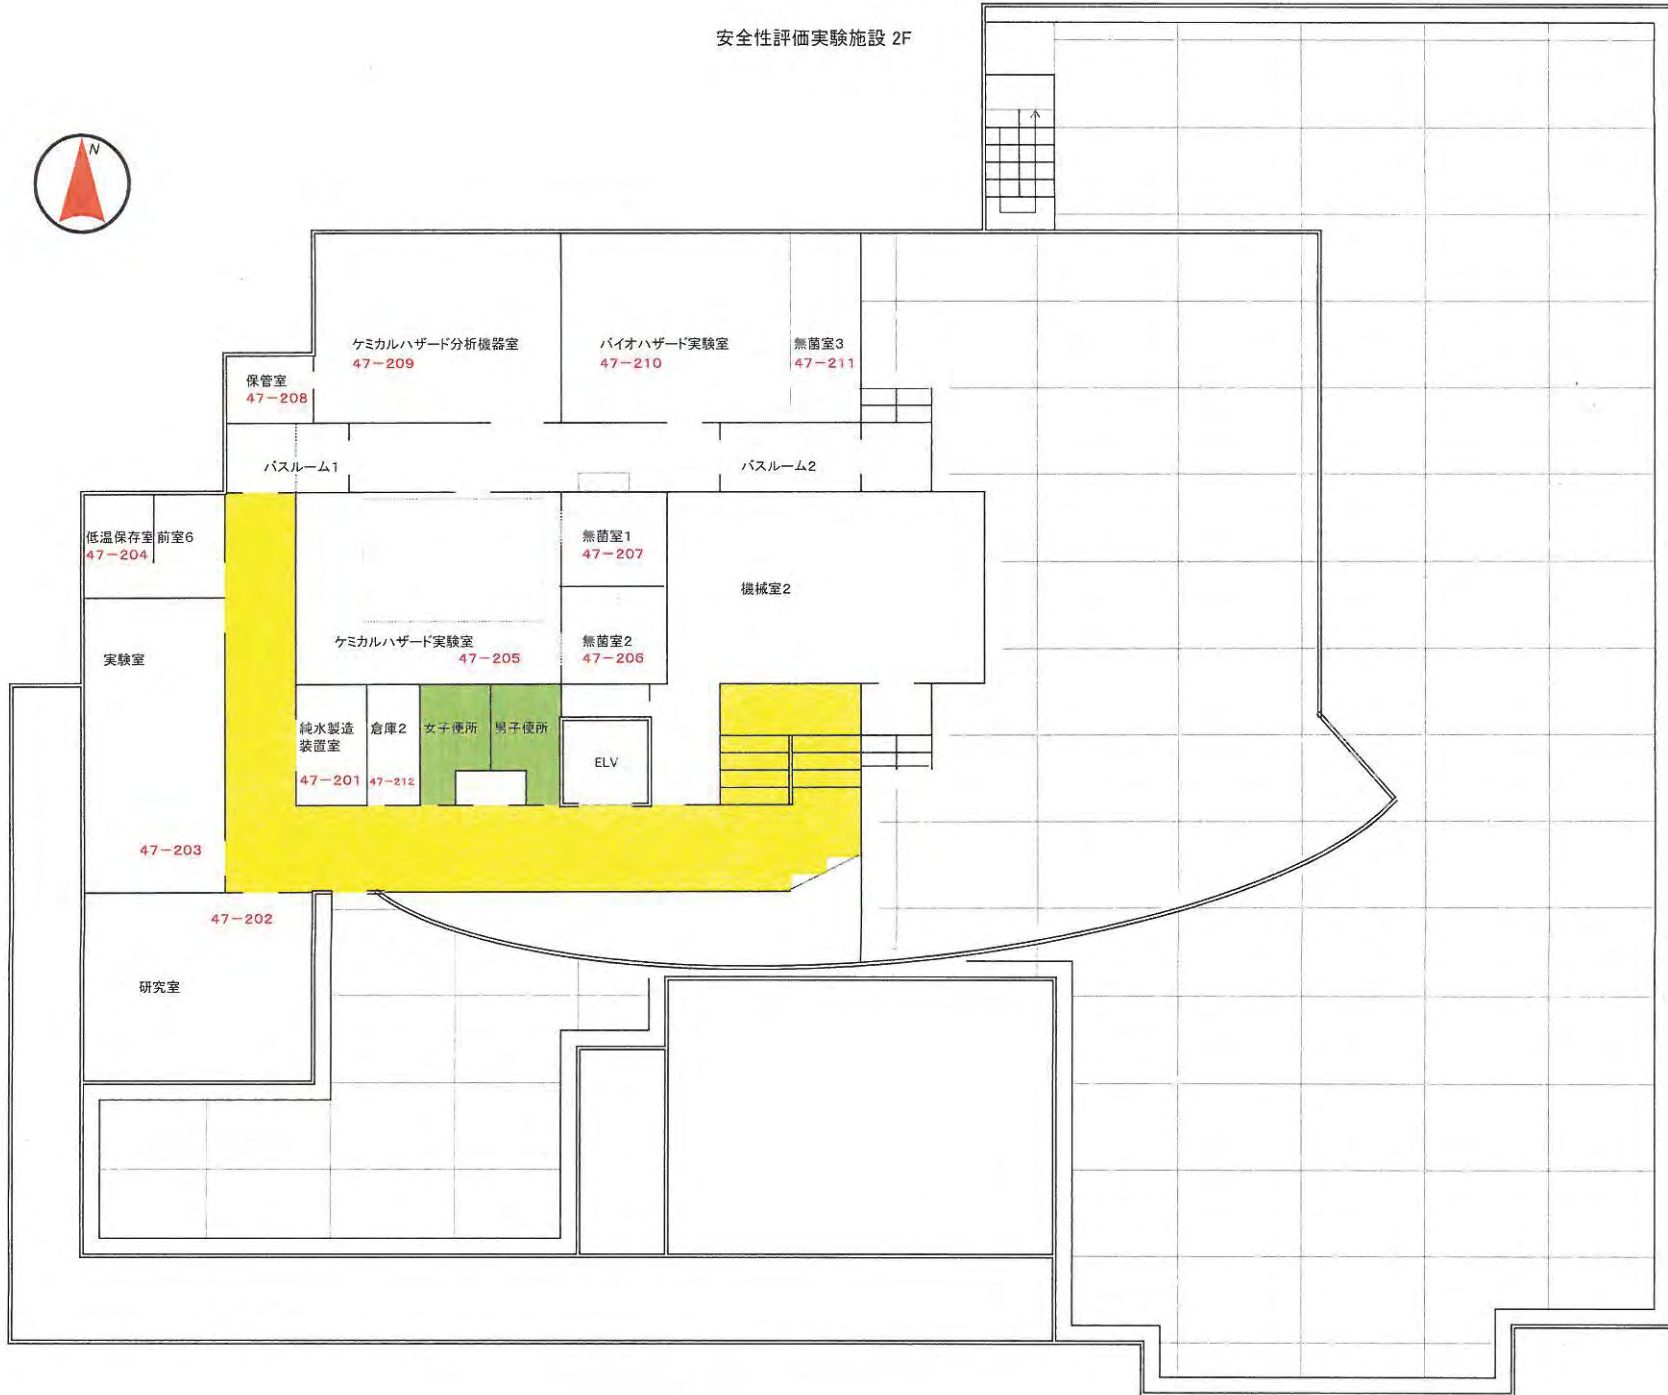 安全性評価実験施設 2F
N
ケミカルハザード分析機器室
47-209
バイオハザード実験室
47-210
無菌室3
47-211
保管室
47-208
パスルーム1
パスルーム2
低温保存室
47-204
前室6
無菌室1
47-207
機械室2
ケミカルハザード実験室
47-205
無菌室2
47-206
実験室
47-203
純水製造
装置室
47-201
倉庫2
47-212
女子便所
男子便所
ELV
47-202
研究室